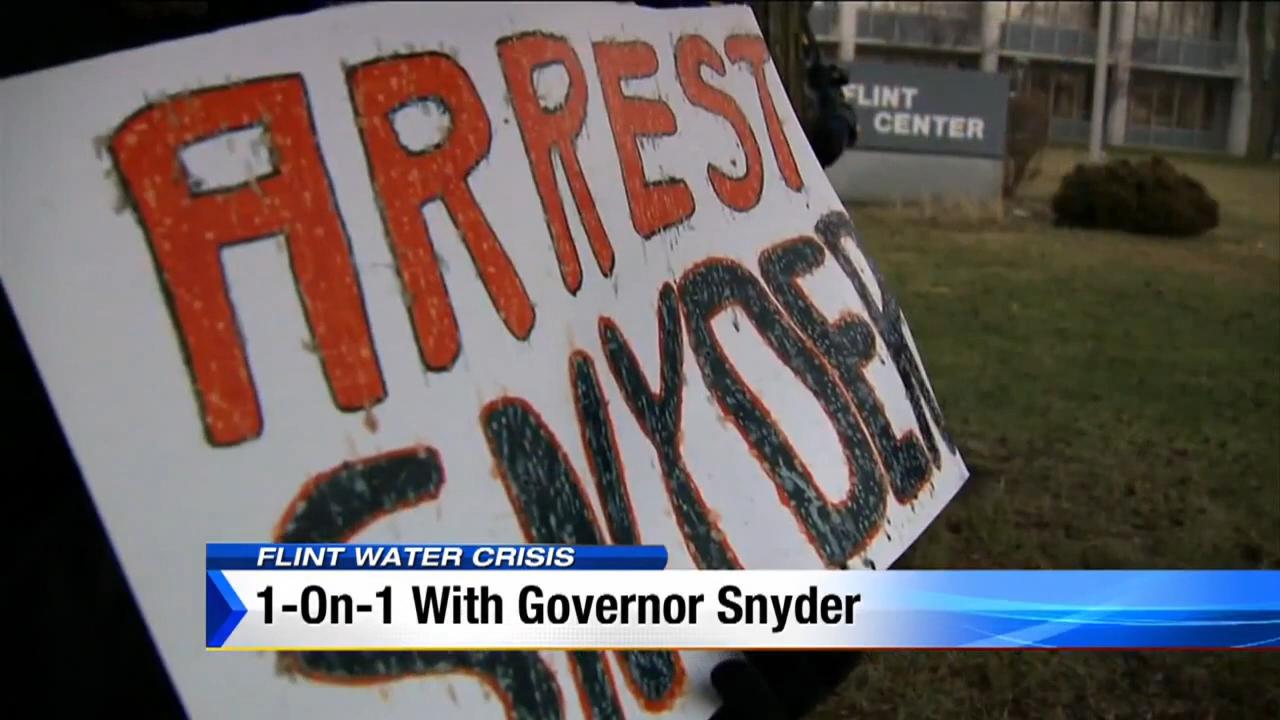 ARREST
SNYDER
FLINT
CENTER
FLINT WATER CRISIS
1-On-1 With Governor Snyder